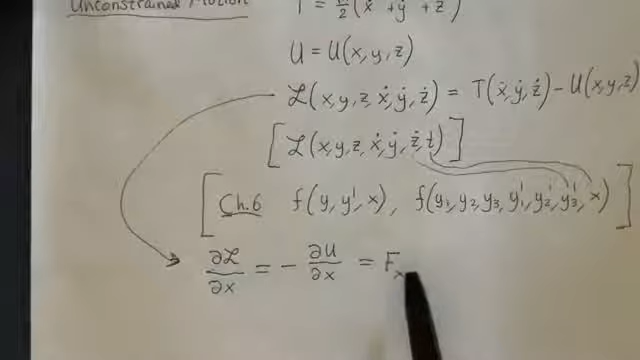 Unconstrained Motion
T = m/2 (ẋ² + ẏ² + ż²)
U = U(x,y,z)
ℒ(x,y,z,ẋ,ẏ,ż) = T(ẋ,ẏ,ż) − U(x,y,z)
[ℒ(x,y,z,ẋ,ẏ,ż,t)]
[Ch.6 f(y,y',x), f(y₁,y₂,y₃,y₁',y₂',y₃',x)]
∂ℒ/∂x = − ∂U/∂x = Fₓ